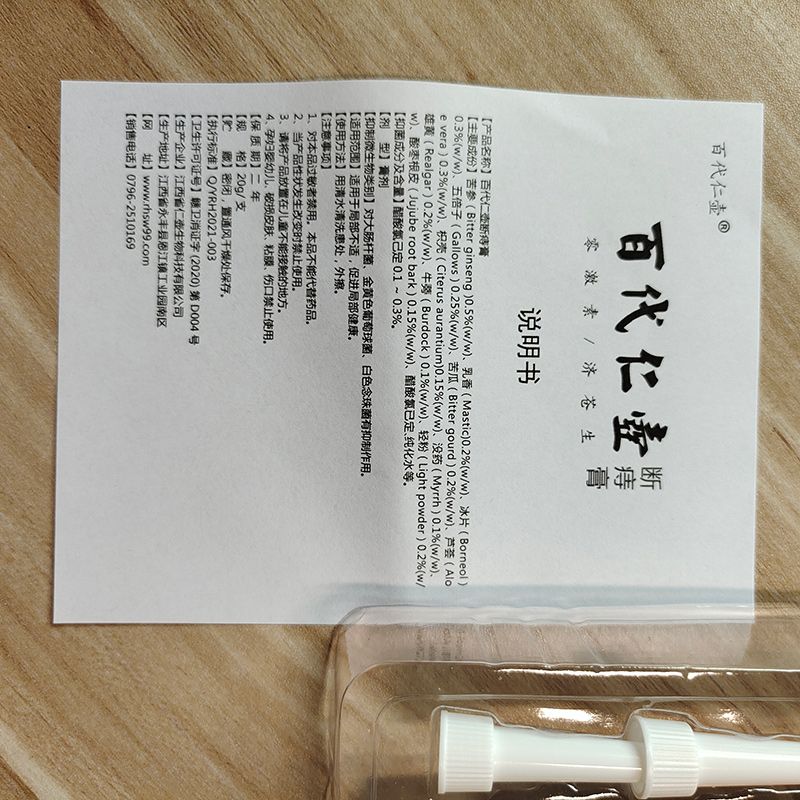 百代仁壶®
百代仁壶
断痔膏
零激素/济苍生
说明书
【产品名称】百代仁壶断痔膏
【主要成份】苦参(Bitter ginseng)0.5%(w/w)、乳香(Mastic)0.2%(w/w)、冰片(Borneol)
0.3%(w/w)、五倍子(Gallows)0.25%(w/w)、苦瓜(Bitter gourd)0.2%(w/w)、芦荟(Alo
e vera)0.3%(w/w)、枳壳(Citerus aurantium)0.15%(w/w)、没药(Myrrh)0.1%(w/w)、
雄黄(Realgar)0.2%(w/w)、牛蒡(Burdock)0.1%(w/w)、轻粉(Light powder)0.2%(w/
w)、酸枣根皮(Jujube root bark)0.15%(w/w)、醋酸氯己定、纯化水等。
【抑菌成分及含量】醋酸氯己定0.1~0.3%。
【剂 型】膏剂
【抑制微生物类别】对大肠杆菌、金黄色葡萄球菌、白色念珠菌有抑制作用。
【适用范围】适用于局部不适,促进局部健康。
【使用方法】用清水清洗患处,外擦。
【注意事项】
1、对本品过敏者禁用。本品不能代替药品。
2、当产品性状发生改变时禁止使用。
3、请将产品放置在儿童不能接触的地方。
4、孕妇婴幼儿、破损皮肤、粘膜、伤口禁止使用。
【保 质 期】二年
【规 格】20g/支
【贮 藏】密闭,置通风干燥处保存。
【执行标准】Q/YRH2021-003
【卫生许可证号】赣卫消证字(2020)第D004号
【生产企业】江西省仁壶生物科技有限公司
【生产地址】江西省永丰县恩江镇工业园南区
【网 址】www.rhsw99.com
【销售电话】0796-2510169